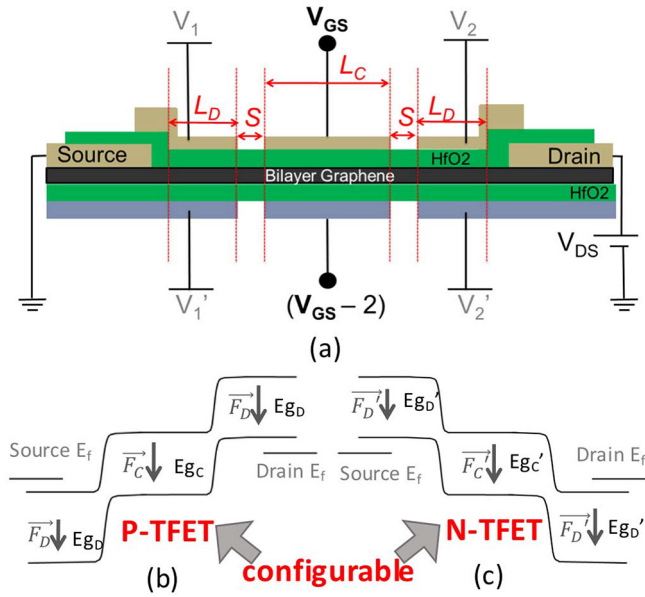 V1 VGS V2
LC
LD S S LD
Source HfO2 Drain
Bilayer Graphene
HfO2
VDS
V1' (VGS – 2) V2'
(a)
FD EgD FD' EgD'
Source Ef FC EgC Drain Ef Source Ef FC' EgC' Drain Ef
FD EgD P-TFET N-TFET FD' EgD'
(b) configurable (c)